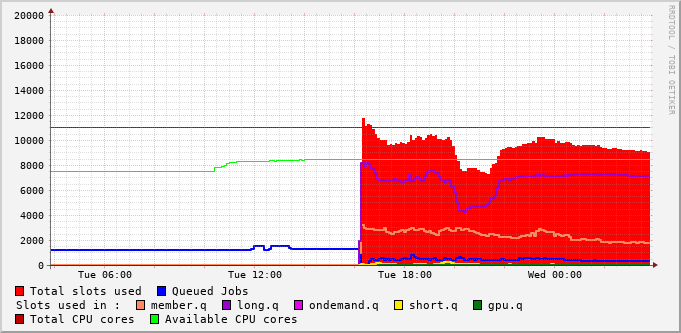 20000
18000
16000
14000
12000
10000
8000
6000
4000
2000
0
Tue 06:00 Tue 12:00 Tue 18:00 Wed 00:00
RRDTOOL / TOBI OETIKER
Total slots used Queued Jobs
Slots used in : member.q long.q ondemand.q short.q gpu.q
Total CPU cores Available CPU cores